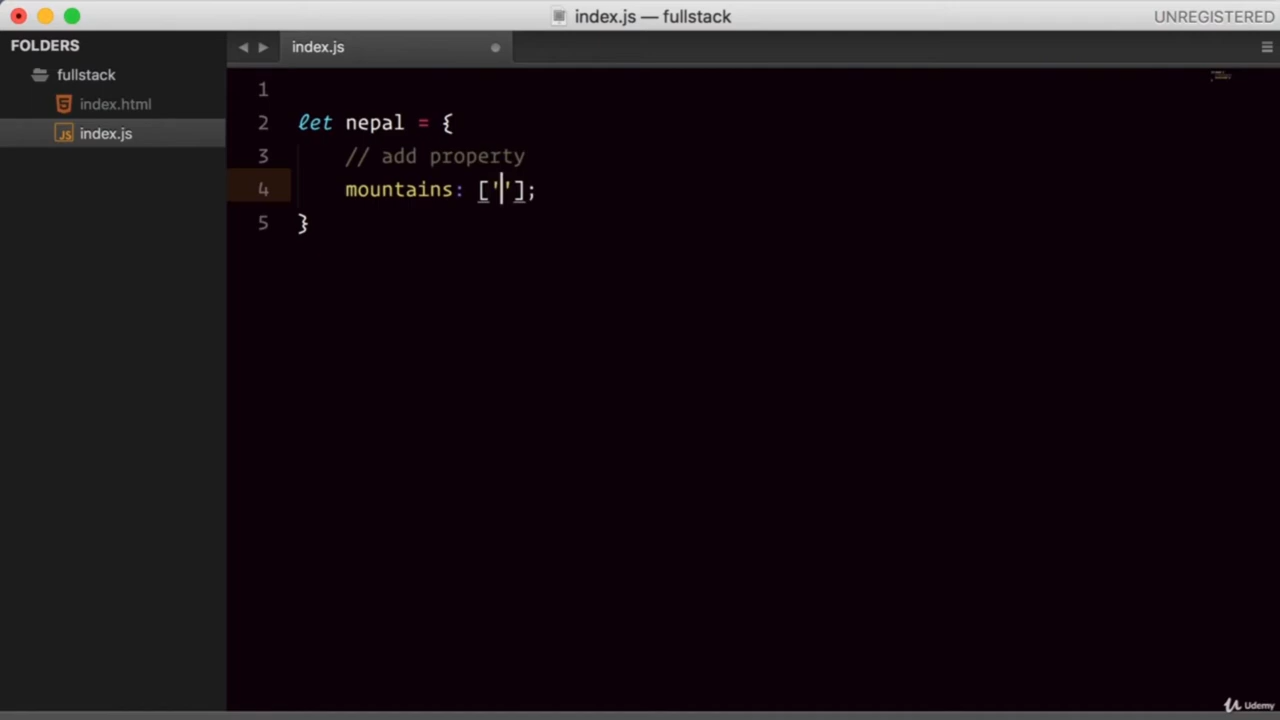 index.js — fullstack
UNREGISTERED
FOLDERS
fullstack
index.html
JS index.js
index.js
1
2 let nepal = {
3 // add property
4 mountains: [''];
5 }
Udemy